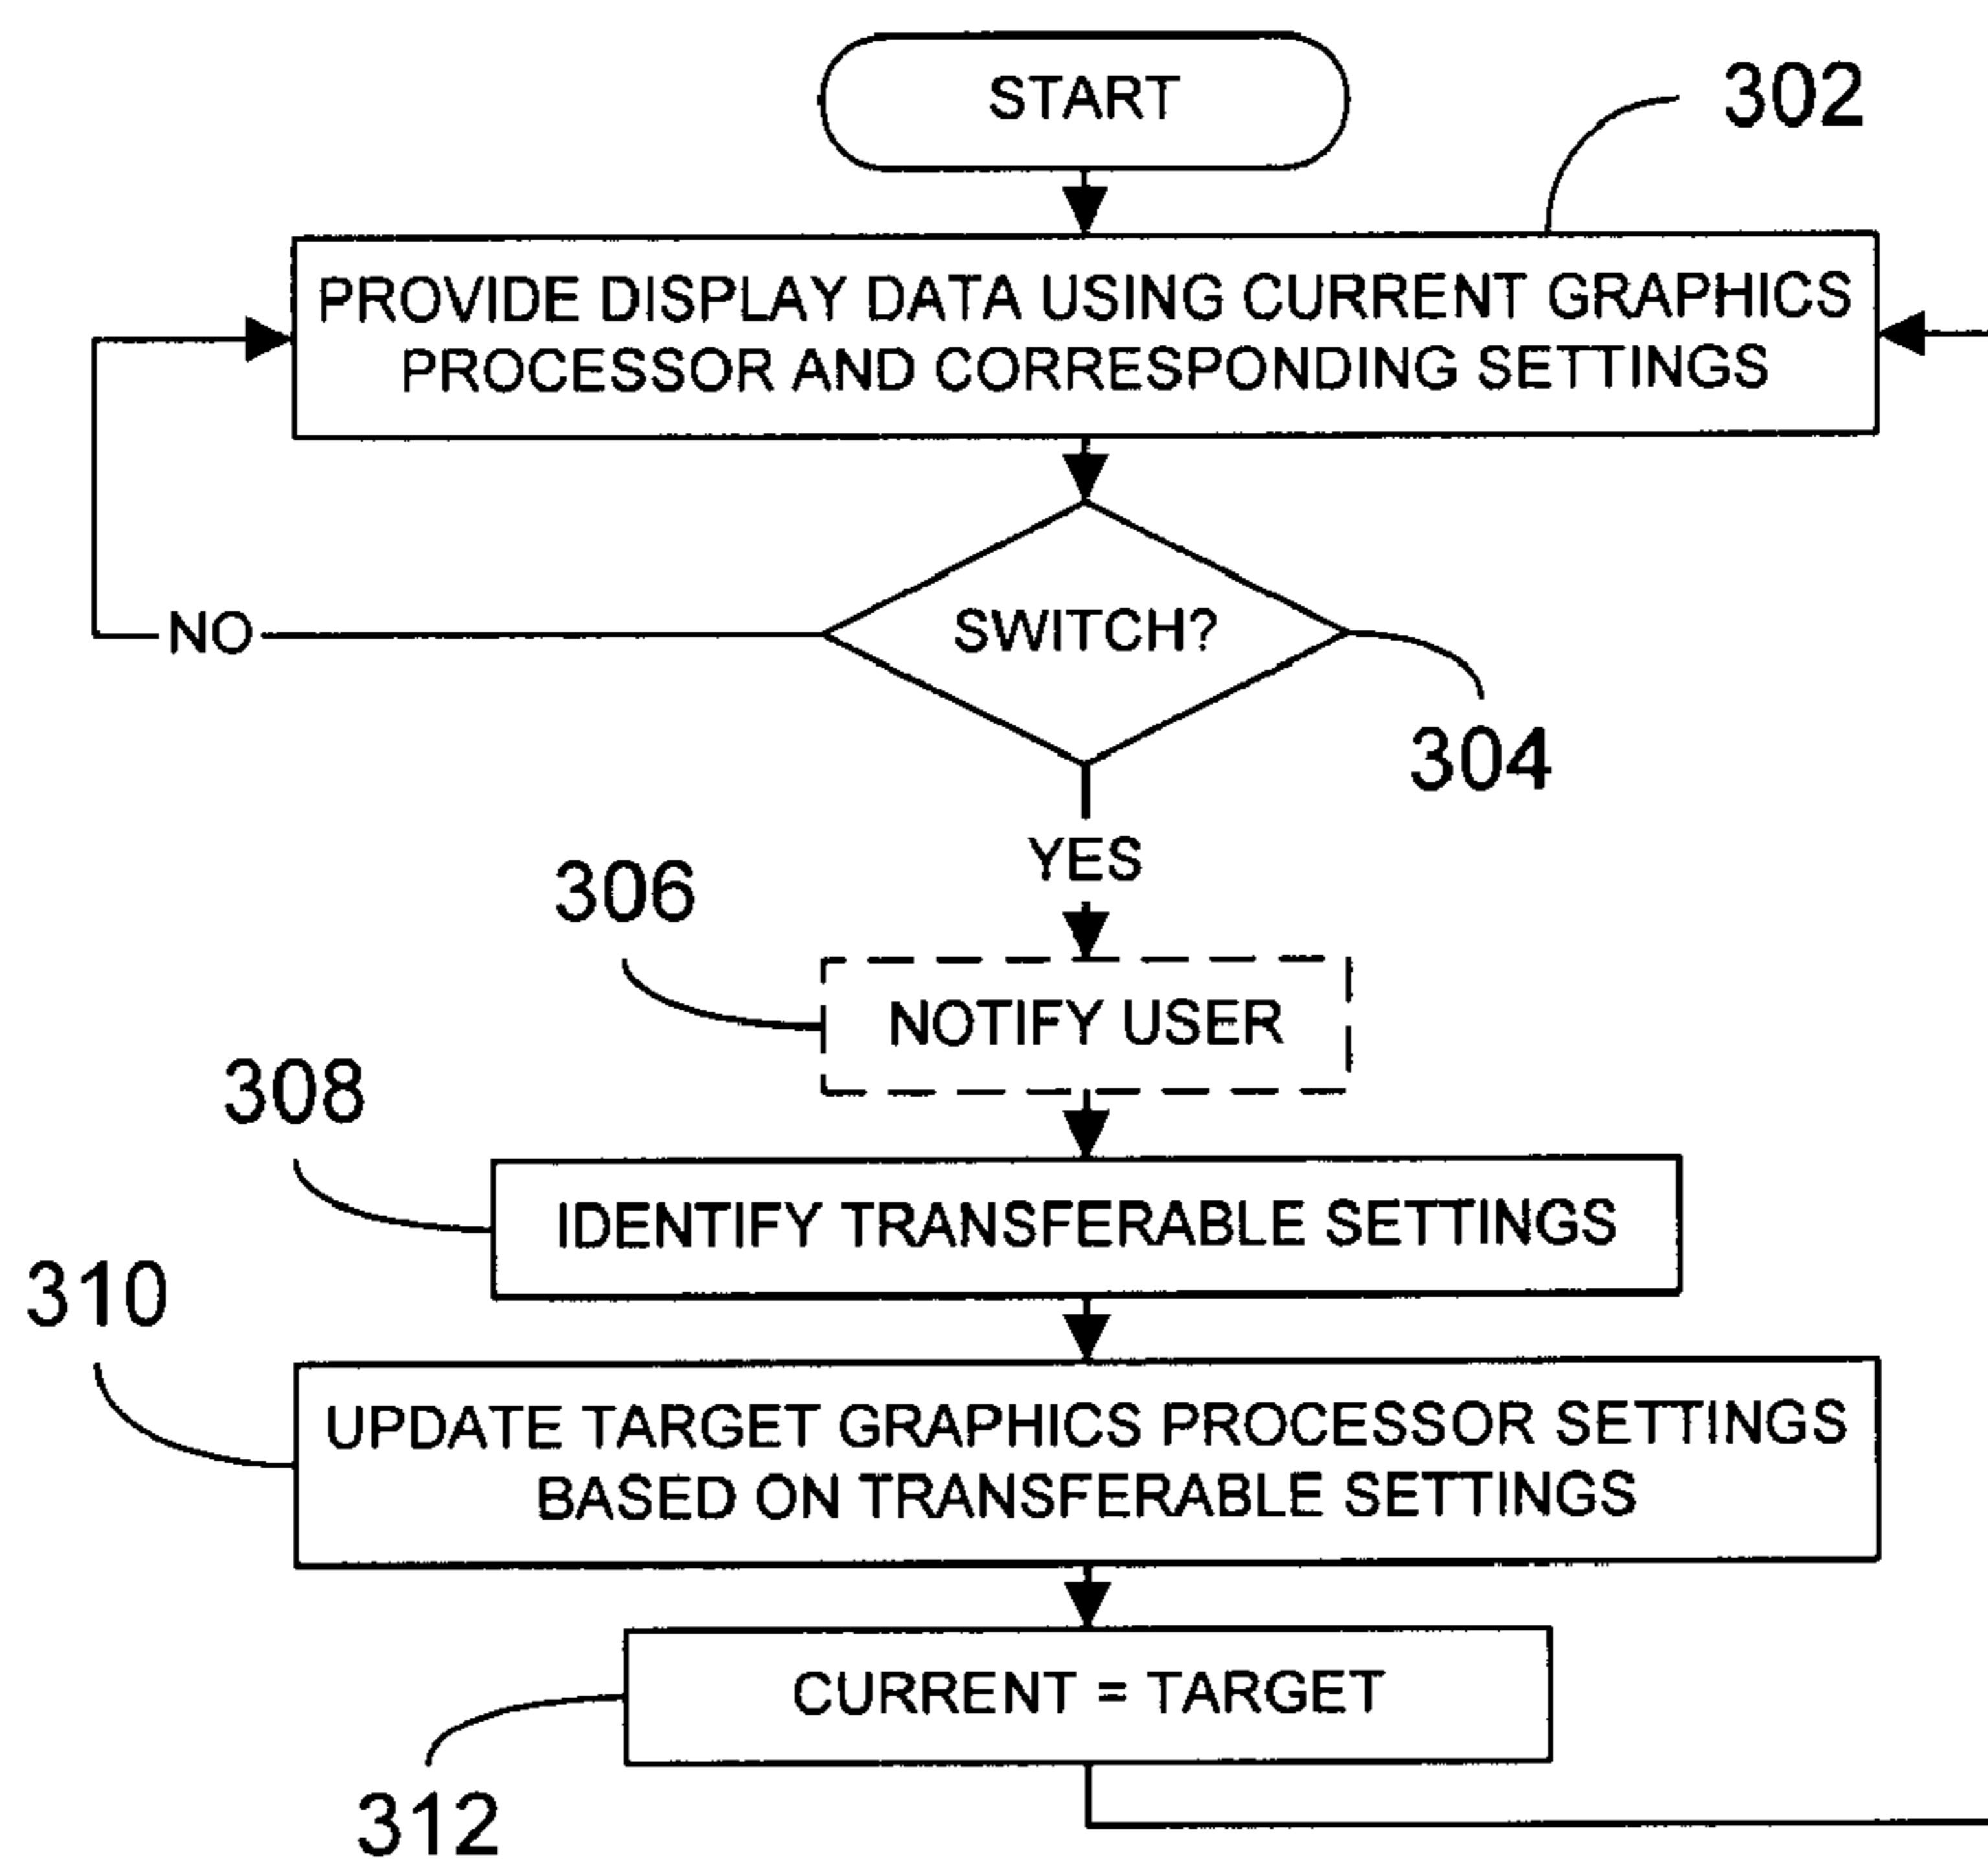 START
302
PROVIDE DISPLAY DATA USING CURRENT GRAPHICS
PROCESSOR AND CORRESPONDING SETTINGS
SWITCH?
NO
304
YES
306
NOTIFY USER
308
IDENTIFY TRANSFERABLE SETTINGS
310
UPDATE TARGET GRAPHICS PROCESSOR SETTINGS
BASED ON TRANSFERABLE SETTINGS
CURRENT = TARGET
312